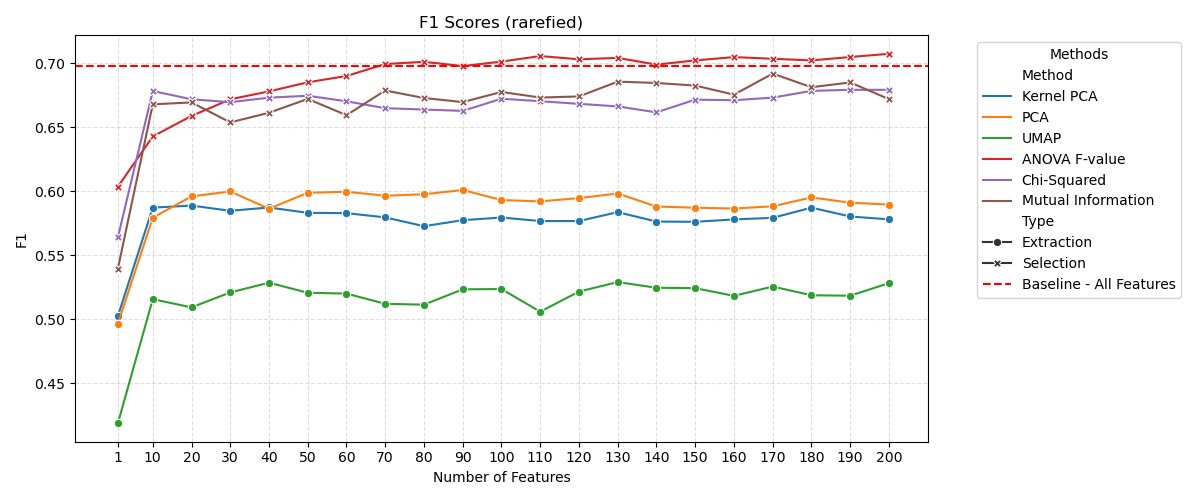 F1 Scores (rarefied)
0.70
0.65
0.60
0.55
0.50
0.45
F1
1 10 20 30 40 50 60 70 80 90 100 110 120 130 140 150 160 170 180 190 200
Number of Features
Methods
Method
Kernel PCA
PCA
UMAP
ANOVA F-value
Chi-Squared
Mutual Information
Type
Extraction
Selection
Baseline - All Features